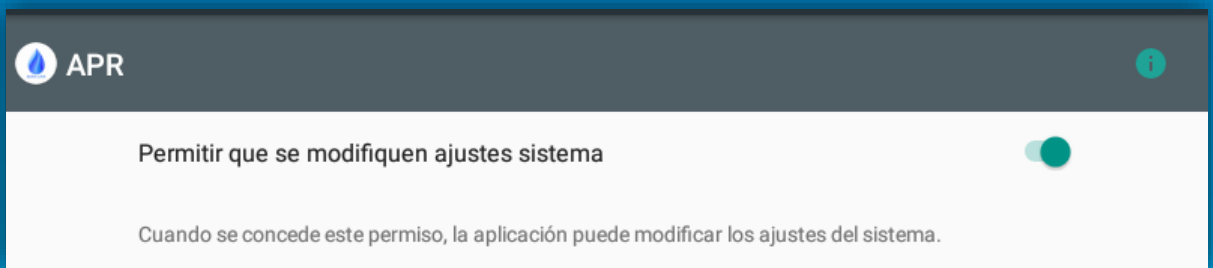 APR
Permitir que se modifiquen ajustes sistema
Cuando se concede este permiso, la aplicación puede modificar los ajustes del sistema.